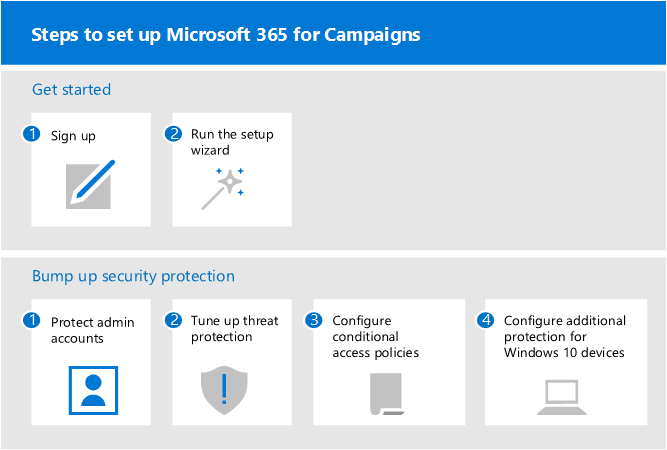 Steps to set up Microsoft 365 for Campaigns
Get started
1 Sign up
2 Run the setup
wizard
Bump up security protection
1 Protect admin
accounts
2 Tune up threat
protection
3 Configure
conditional
access policies
4 Configure additional
protection for
Windows 10 devices